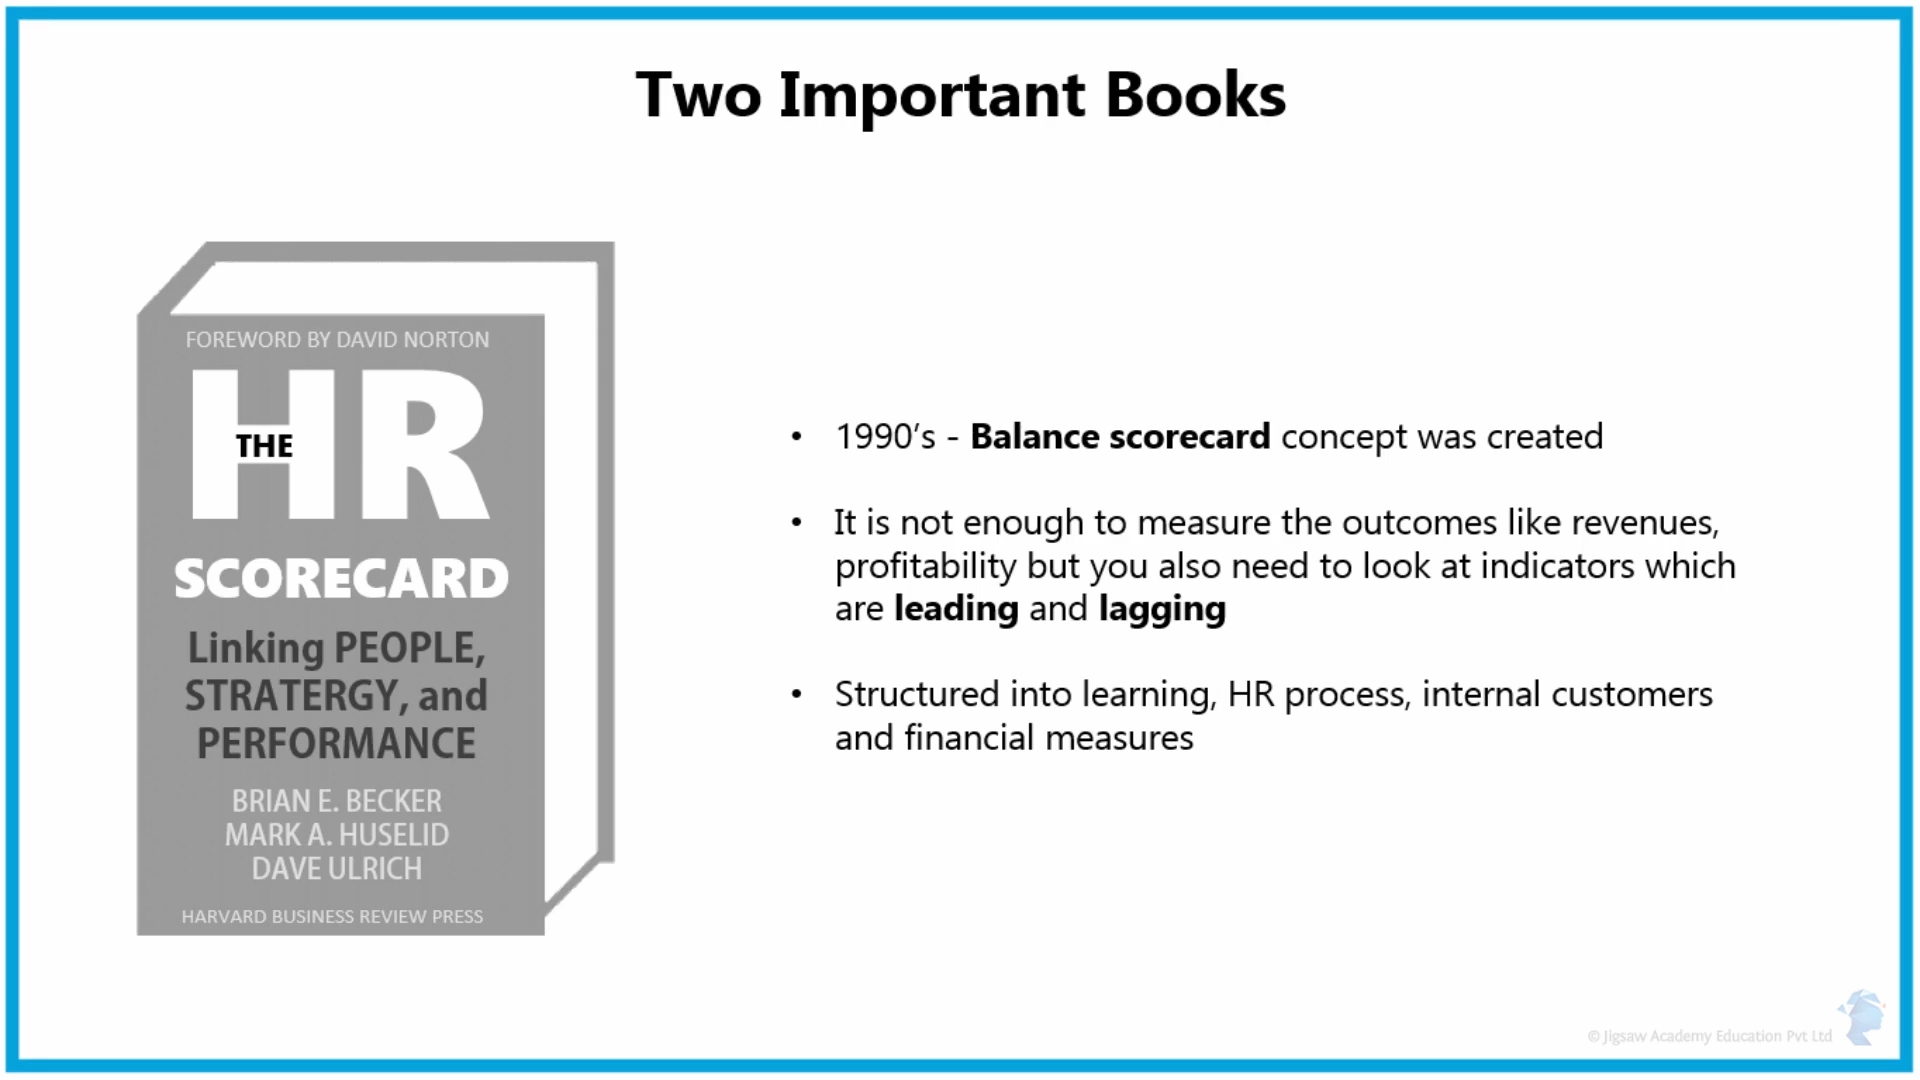 Two Important Books
FOREWORD BY DAVID NORTON
THE HR
SCORECARD
Linking PEOPLE,
STRATERGY, and
PERFORMANCE
BRIAN E. BECKER
MARK A. HUSELID
DAVE ULRICH
HARVARD BUSINESS REVIEW PRESS
• 1990’s - Balance scorecard concept was created
• It is not enough to measure the outcomes like revenues,
profitability but you also need to look at indicators which
are leading and lagging
• Structured into learning, HR process, internal customers
and financial measures
© Jigsaw Academy Education Pvt Ltd